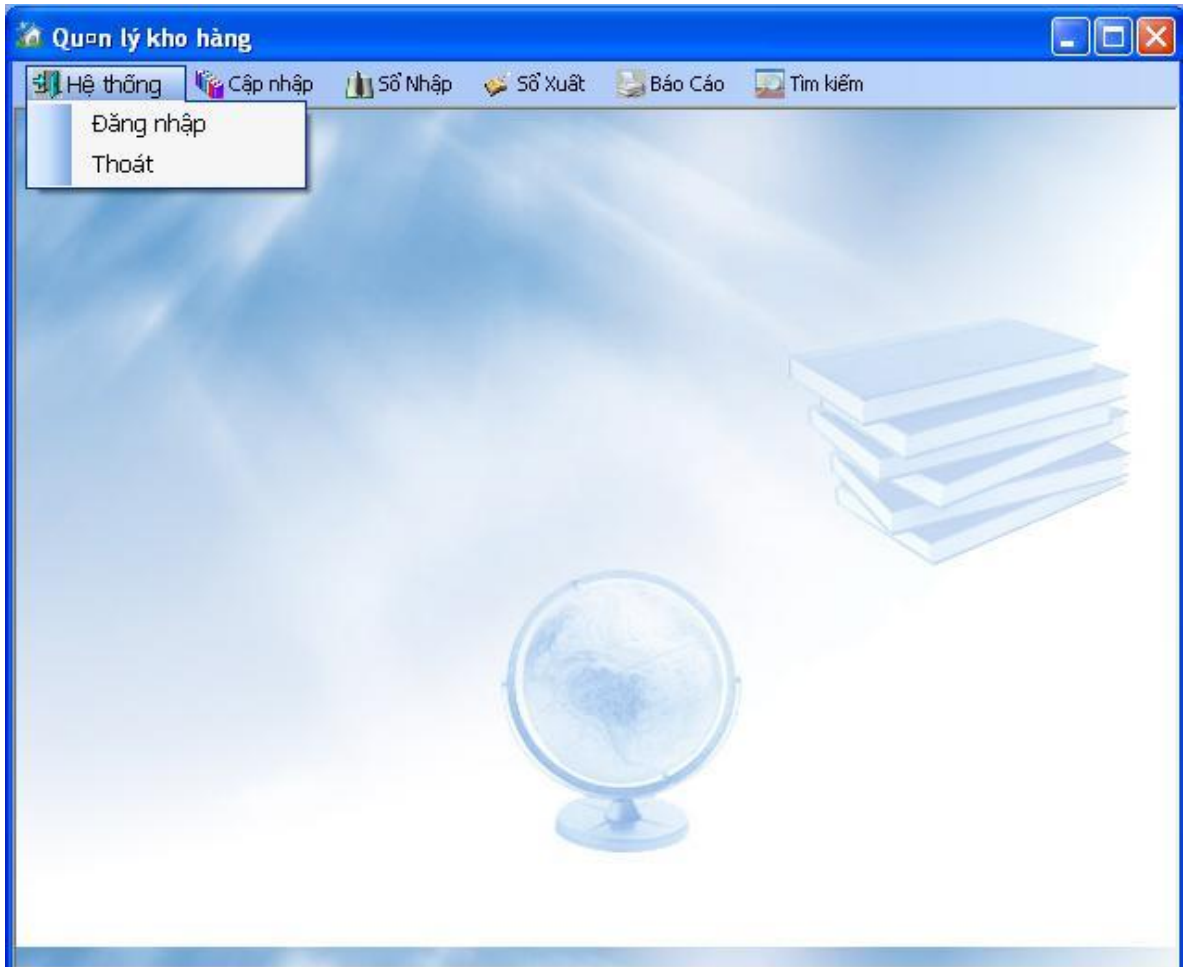 Qu¤n lý kho hàng
Hệ thống Cập nhập Sổ Nhập Sổ Xuất Báo Cáo Tìm kiếm
Đăng nhập
Thoát